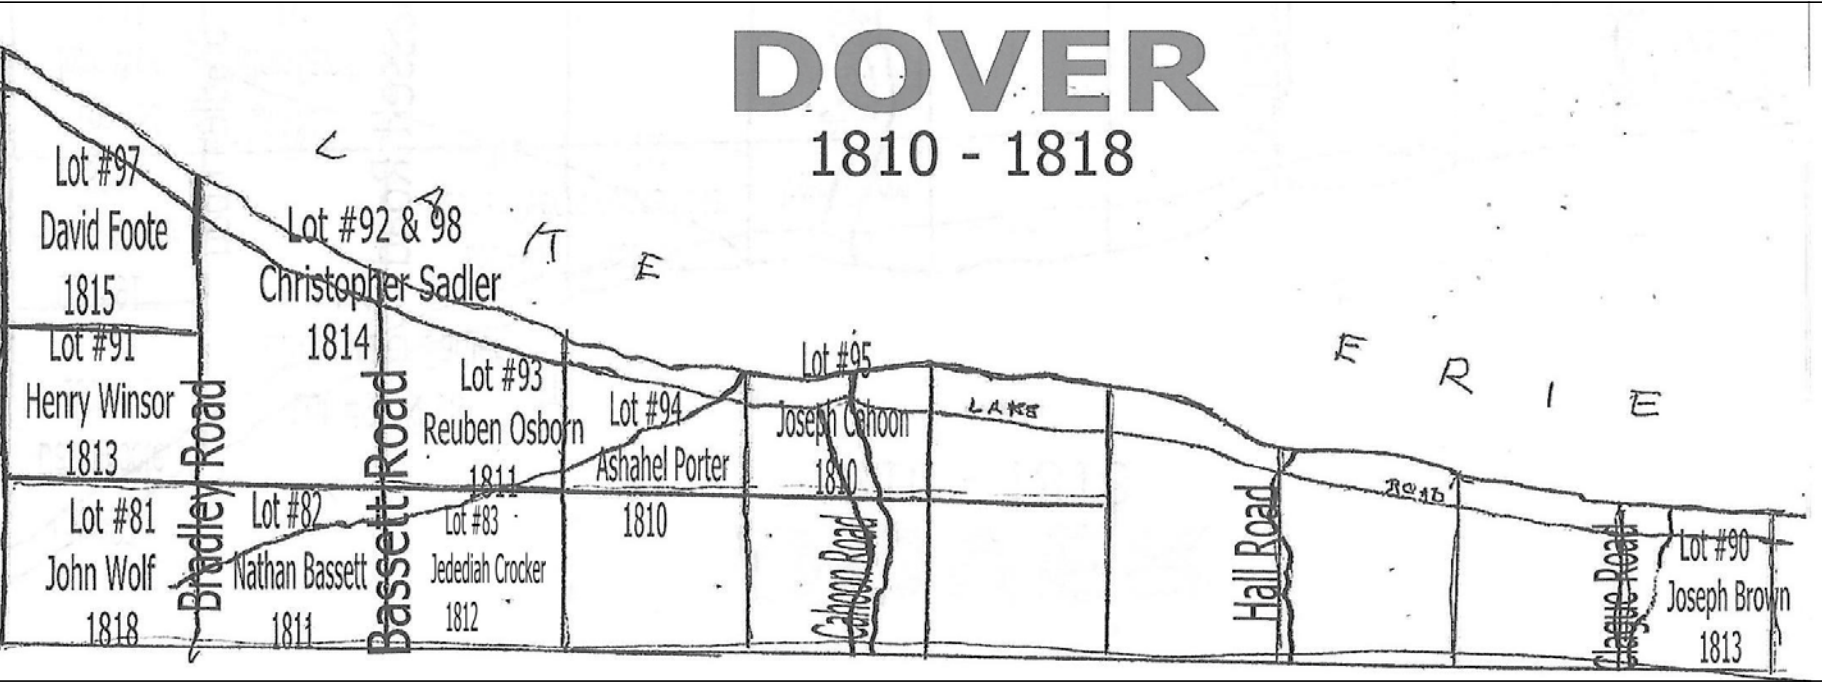 DOVER
1810 - 1818
L A K E
E R I E
Lot #97
David Foote
1815
Lot #91
Henry Winsor
1813
Lot #81
John Wolf
1818
Bradley Road
Lot #92 & 98
Christopher Sadler
1814
Lot #82
Nathan Bassett
1811
Bassett Road
Lot #93
Reuben Osborn
1811
Lot #83
Jedediah Crocker
1812
Lot #94
Ashahel Porter
1810
Lot #95
Joseph Cahoon
1810
Cahoon Road
LAKE
ROAD
Hall Road
Clague Road
Lot #90
Joseph Brown
1813